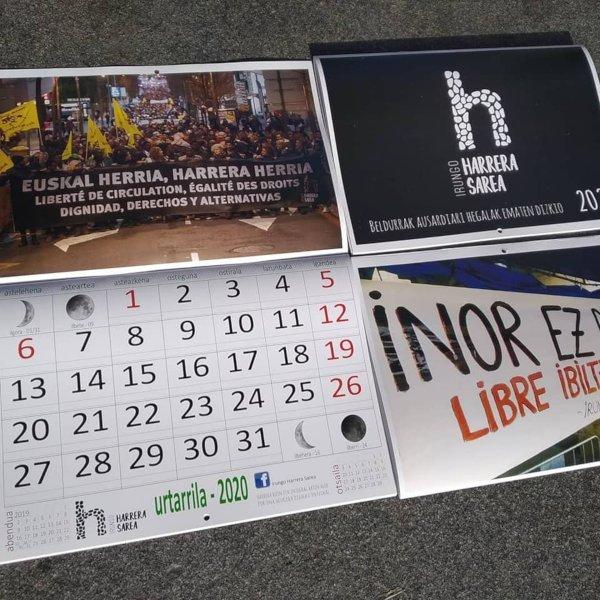 EUSKAL HERRIA, HARRERA HERRIA
LIBERTÉ DE CIRCULATION, ÉGALITÉ DES DROITS
DIGNIDAD, DERECHOS Y ALTERNATIVAS
IRUNGO
HARRERA
SAREA
BELDURRAK AUSARDIARI HEGALAK EMATEN DIZKIO
astelehena asteartea asteazkena osteguna ostirala larunbata igandea
1 2 3 4 5
6 7 8 9 10 11 12
13 14 15 16 17 18 19
20 21 22 23 24 25 26
27 28 29 30 31
abendua 2019
HARRERA
SAREA
urtarrila - 2020
Irungo Harrera Sarea
otsaila
INOR EZ
LIBRE